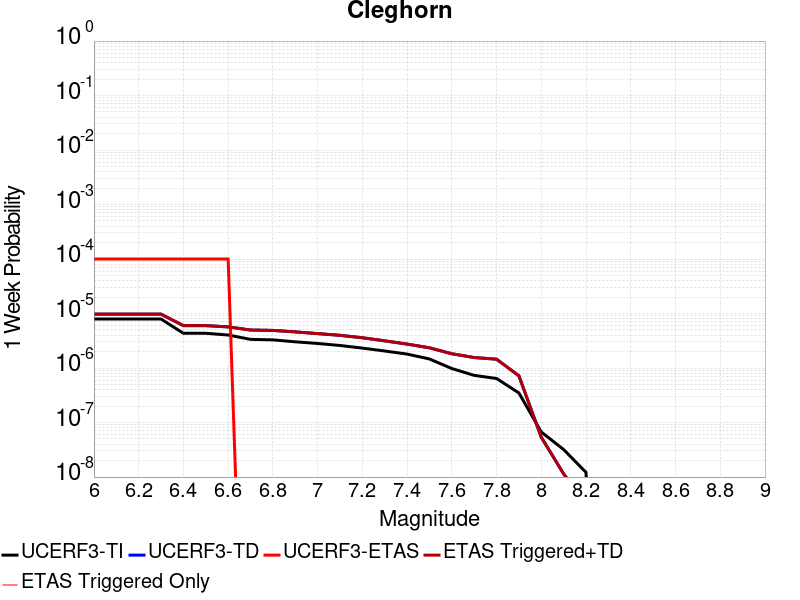 Cleghorn
10^0
10^-1
10^-2
10^-3
10^-4
10^-5
10^-6
10^-7
10^-8
1 Week Probability
6 6.2 6.4 6.6 6.8 7 7.2 7.4 7.6 7.8 8 8.2 8.4 8.6 8.8 9
Magnitude
UCERF3-TI UCERF3-TD UCERF3-ETAS ETAS Triggered+TD
ETAS Triggered Only